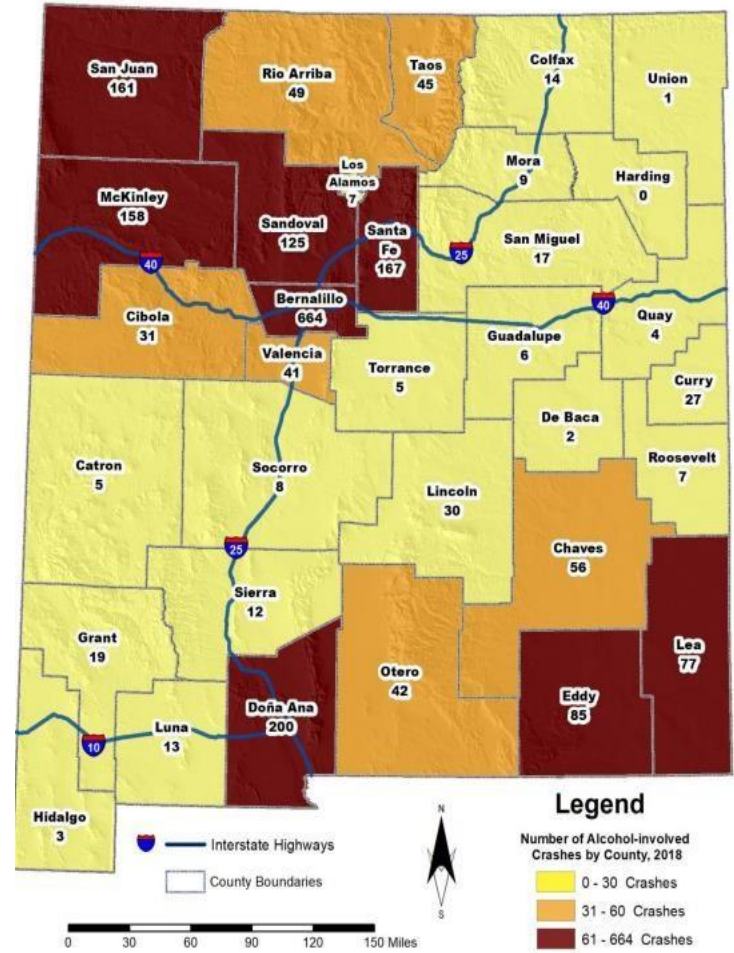 San Juan
161
Rio Arriba
49
Taos
45
Colfax
14
Union
1
Los
Alamos
7
Mora
9
Harding
0
McKinley
158
Sandoval
125
Santa
Fe
167
San Miguel
17
25
40
Bernalillo
664
40
Cibola
31
Valencia
41
Torrance
5
Guadalupe
6
Quay
4
Curry
27
De Baca
2
Roosevelt
7
Catron
5
Socorro
8
Lincoln
30
25
Chaves
56
Sierra
12
Grant
19
Lea
77
Otero
42
Eddy
85
Doña Ana
200
Luna
13
10
Hidalgo
3
Interstate Highways
County Boundaries
N
S
0 30 60 90 120 150 Miles
Legend
Number of Alcohol-involved
Crashes by County, 2018
0 - 30 Crashes
31 - 60 Crashes
61 - 664 Crashes